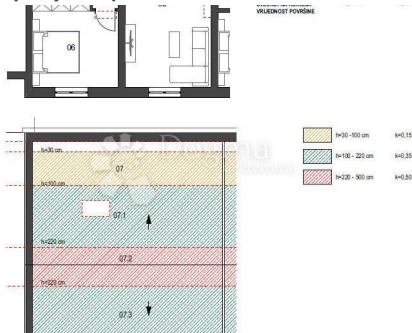 VRIJEDNOST POVRŠINE
06
h=30 -100 cm k=0,15
h=100 - 220 cm k=0,35
h=220 - 500 cm k=0,50
h=30 cm
07
h=100 cm
07.1
h=220 cm
07.2
h=220 cm
07.3